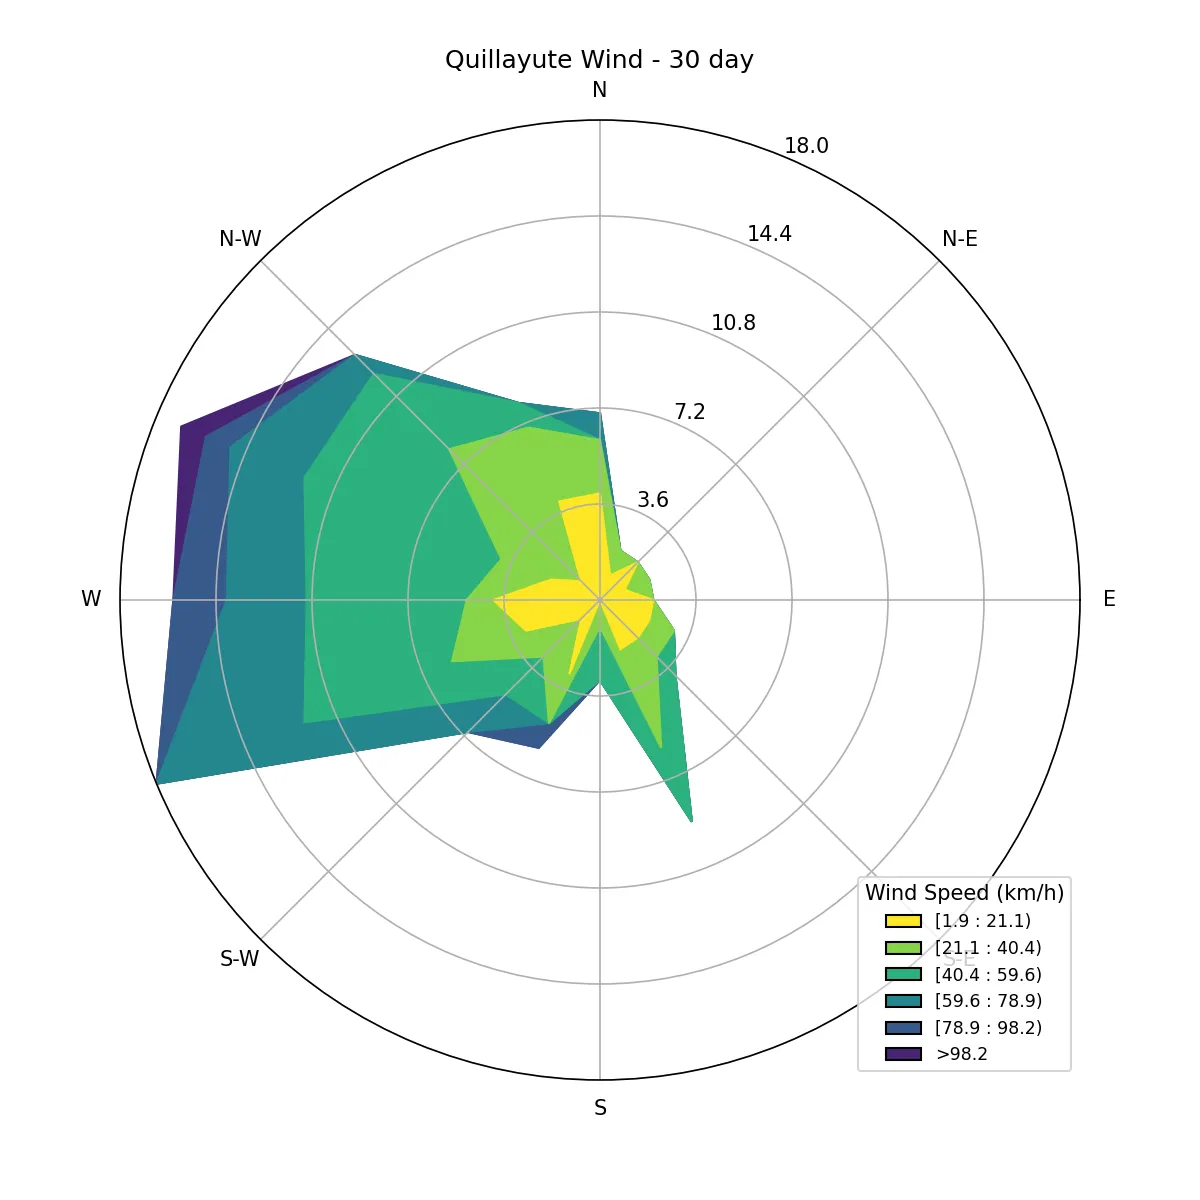 Quillayute Wind - 30 day
N
18.0
14.4
N-W
N-E
10.8
7.2
3.6
W
E
S-W
S-E
Wind Speed (km/h)
[1.9 : 21.1)
[21.1 : 40.4)
[40.4 : 59.6)
[59.6 : 78.9)
[78.9 : 98.2)
>98.2
S